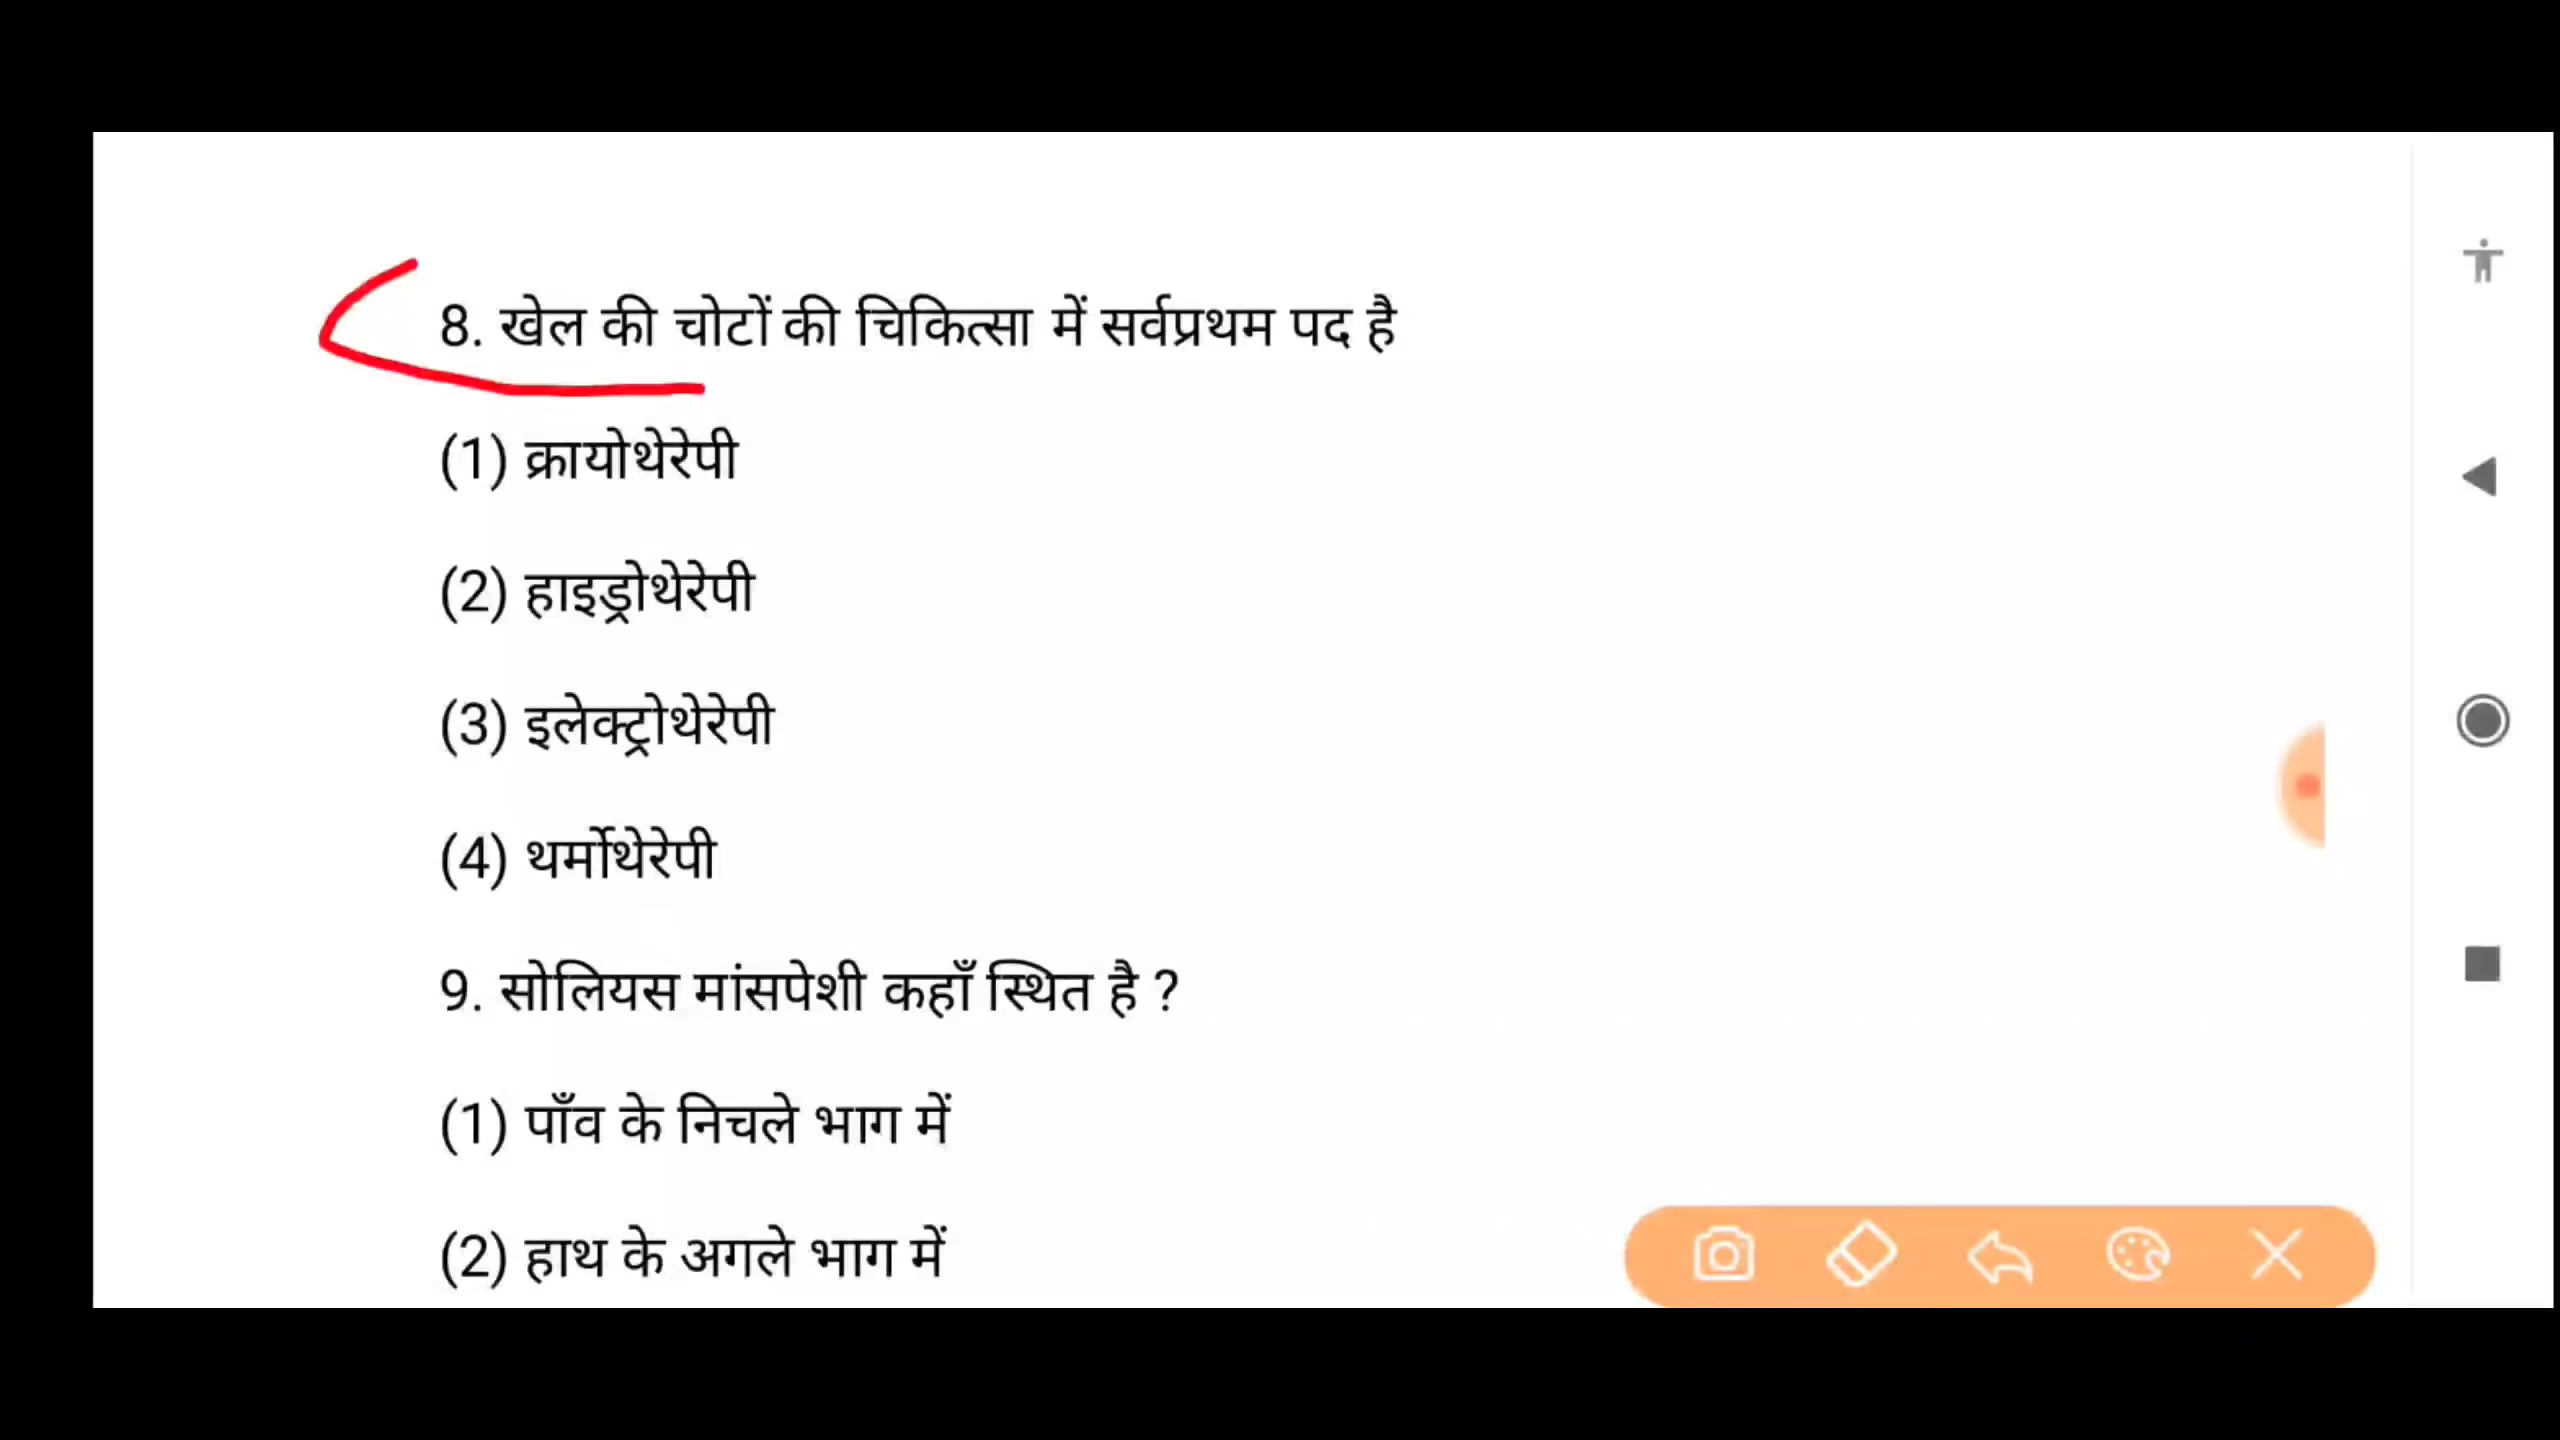 8. खेल की चोटों की चिकित्सा में सर्वप्रथम पद है
(1) क्रायोथेरेपी
(2) हाइड्रोथेरेपी
(3) इलेक्ट्रोथेरेपी
(4) थर्मोथेरेपी
9. सोलियस मांसपेशी कहाँ स्थित है ?
(1) पाँव के निचले भाग में
(2) हाथ के अगले भाग में